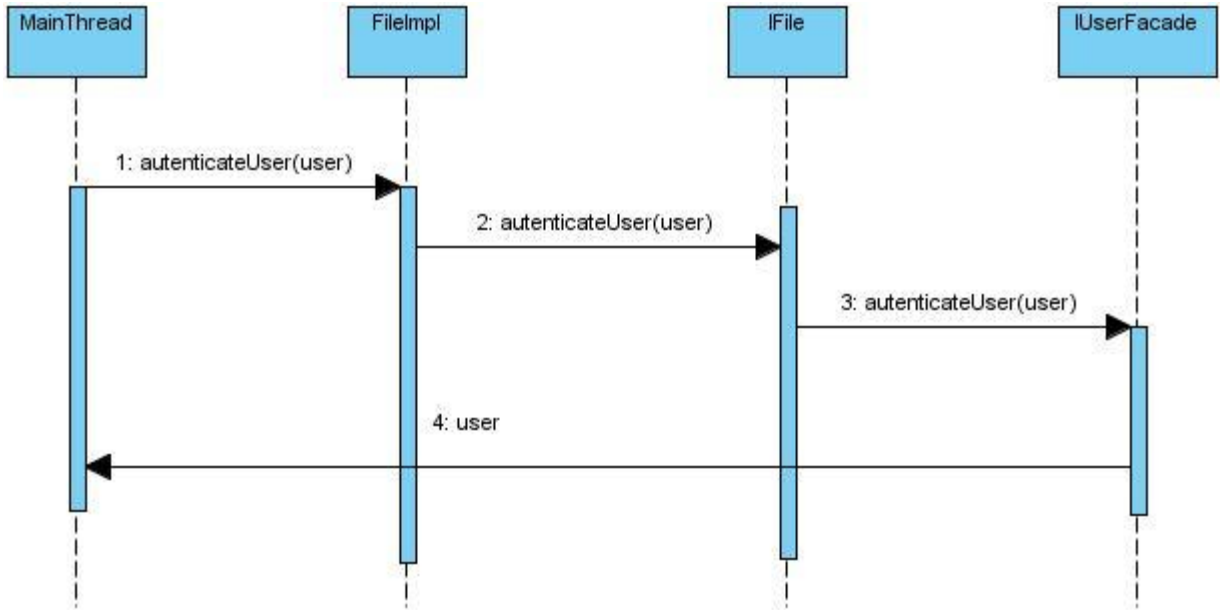 MainThread
FileImpl
IFile
IUserFacade
1: autenticateUser(user)
2: autenticateUser(user)
3: autenticateUser(user)
4: user